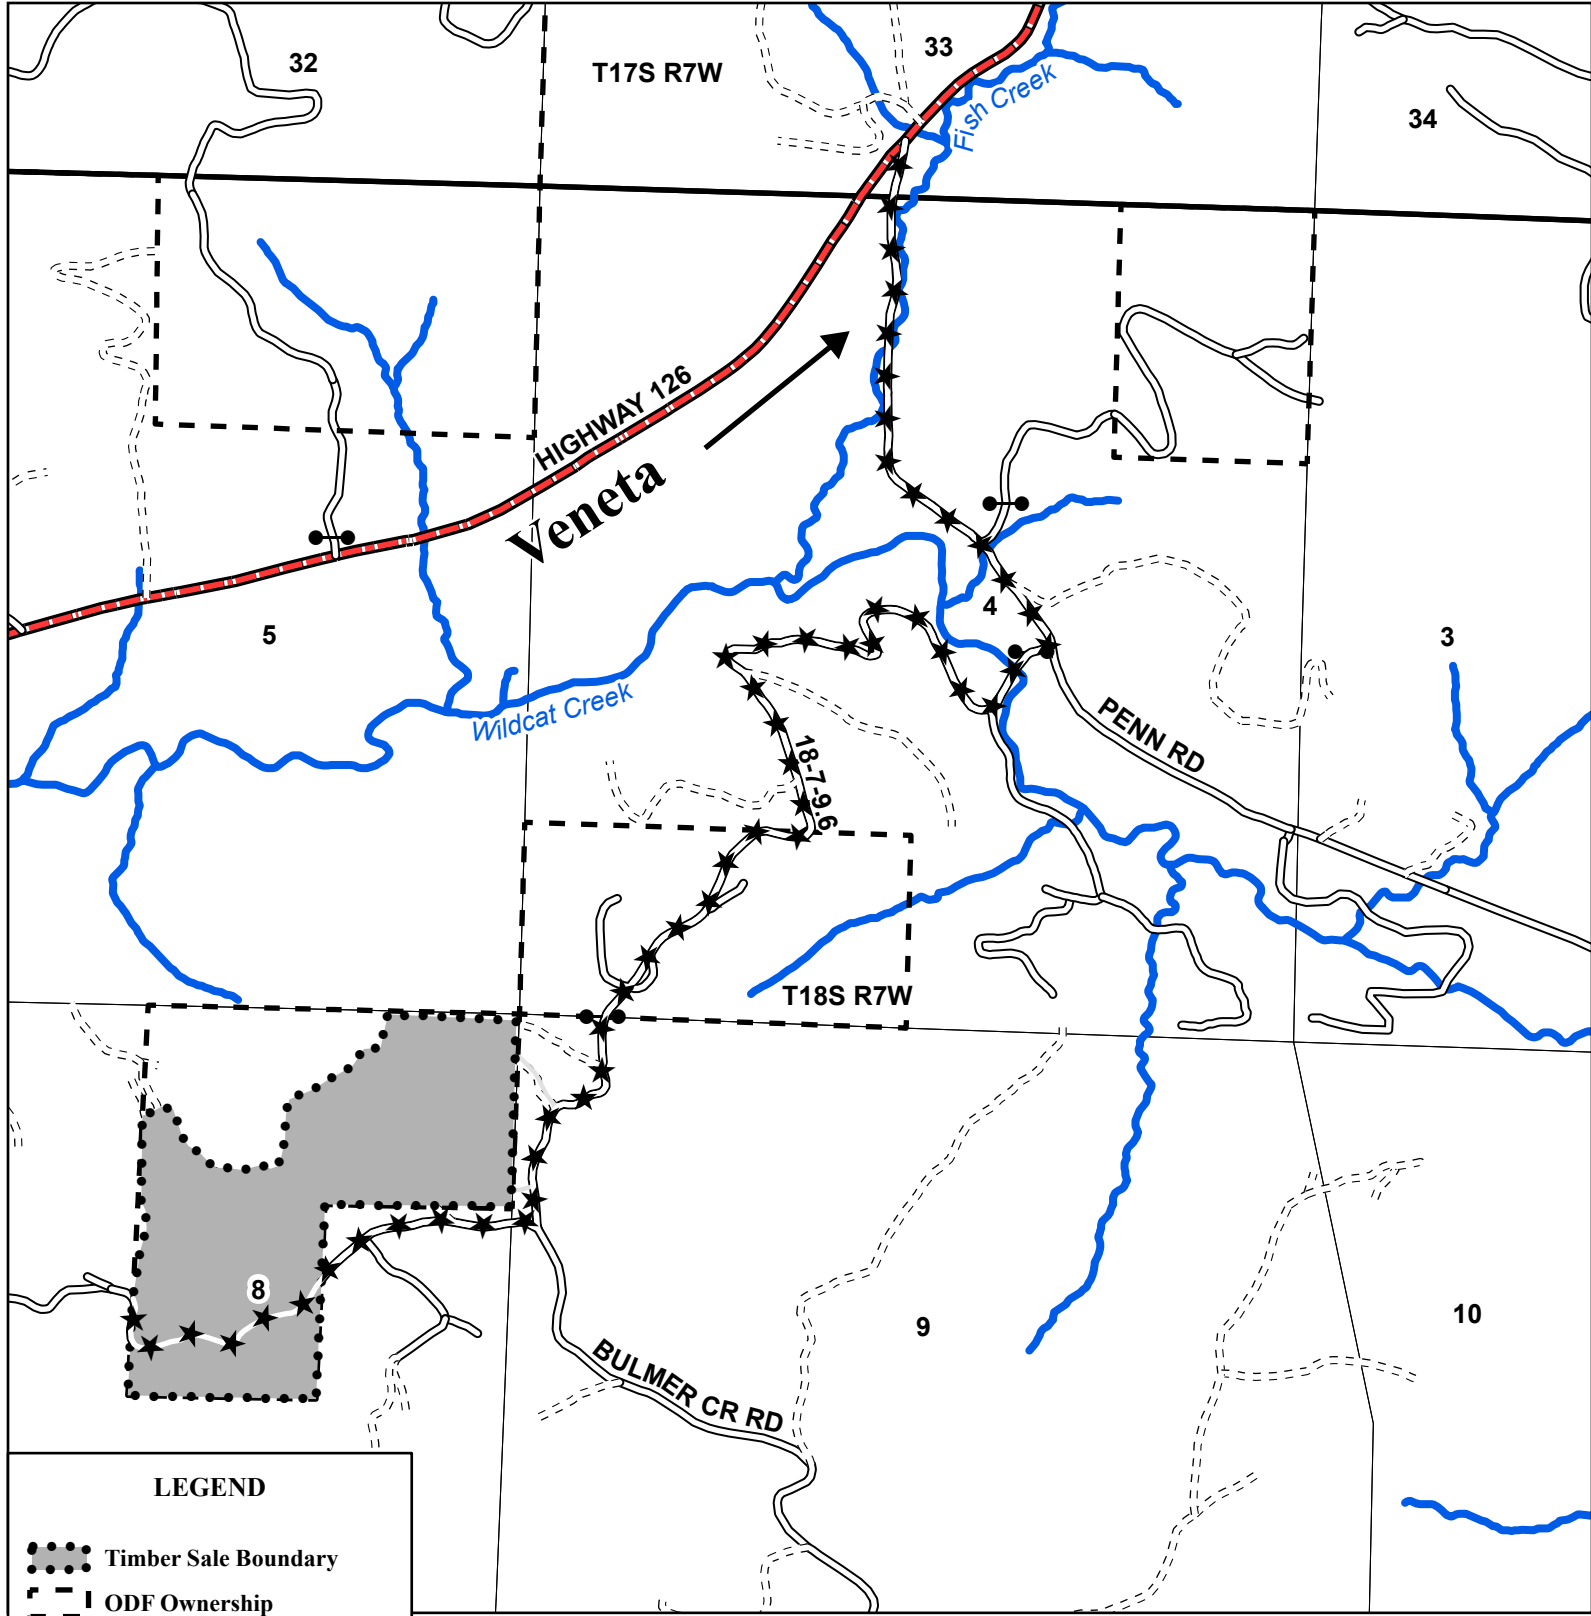 32
T17S R7W
33
Fish Creek
34
HIGHWAY 126
Veneta
5
4
3
Wildcat Creek
PENN RD
18-7-9.6
T18S R7W
8
9
10
BULMER CR RD
LEGEND
Timber Sale Boundary
ODF Ownership